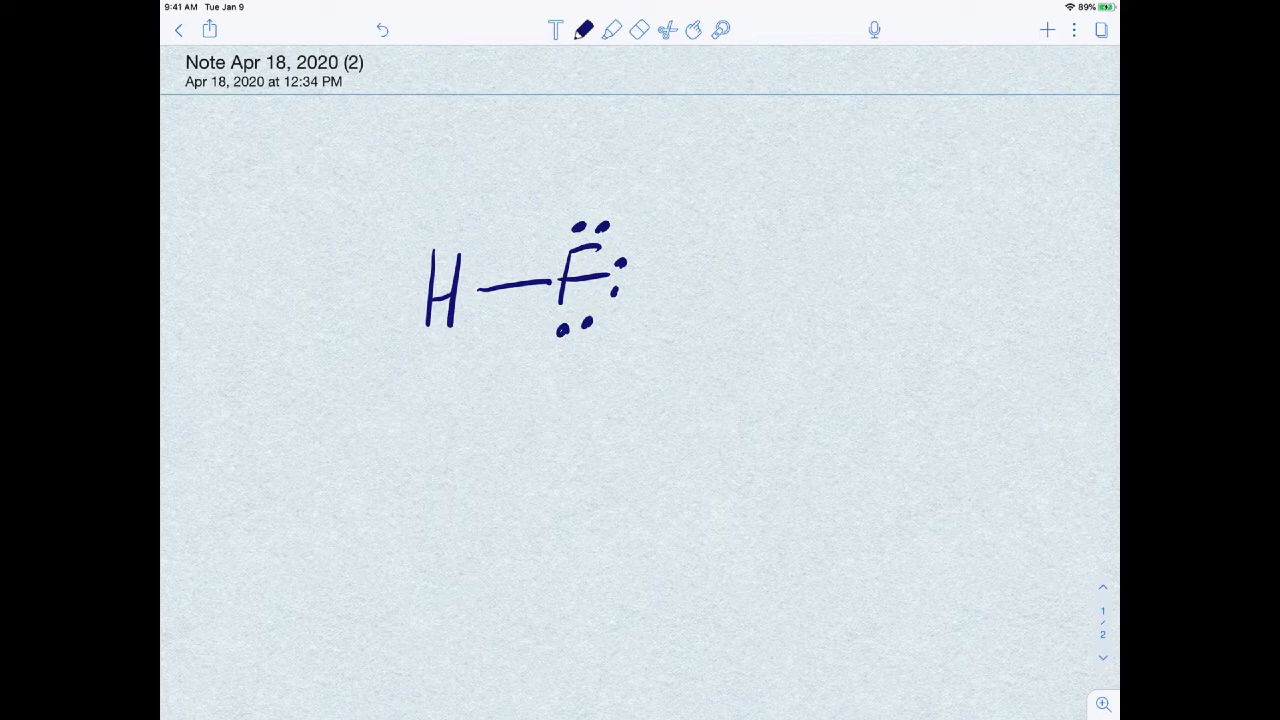 9:41 AM Tue Jan 9
89%
T
Note Apr 18, 2020 (2)
Apr 18, 2020 at 12:34 PM
H — F
1
/
2